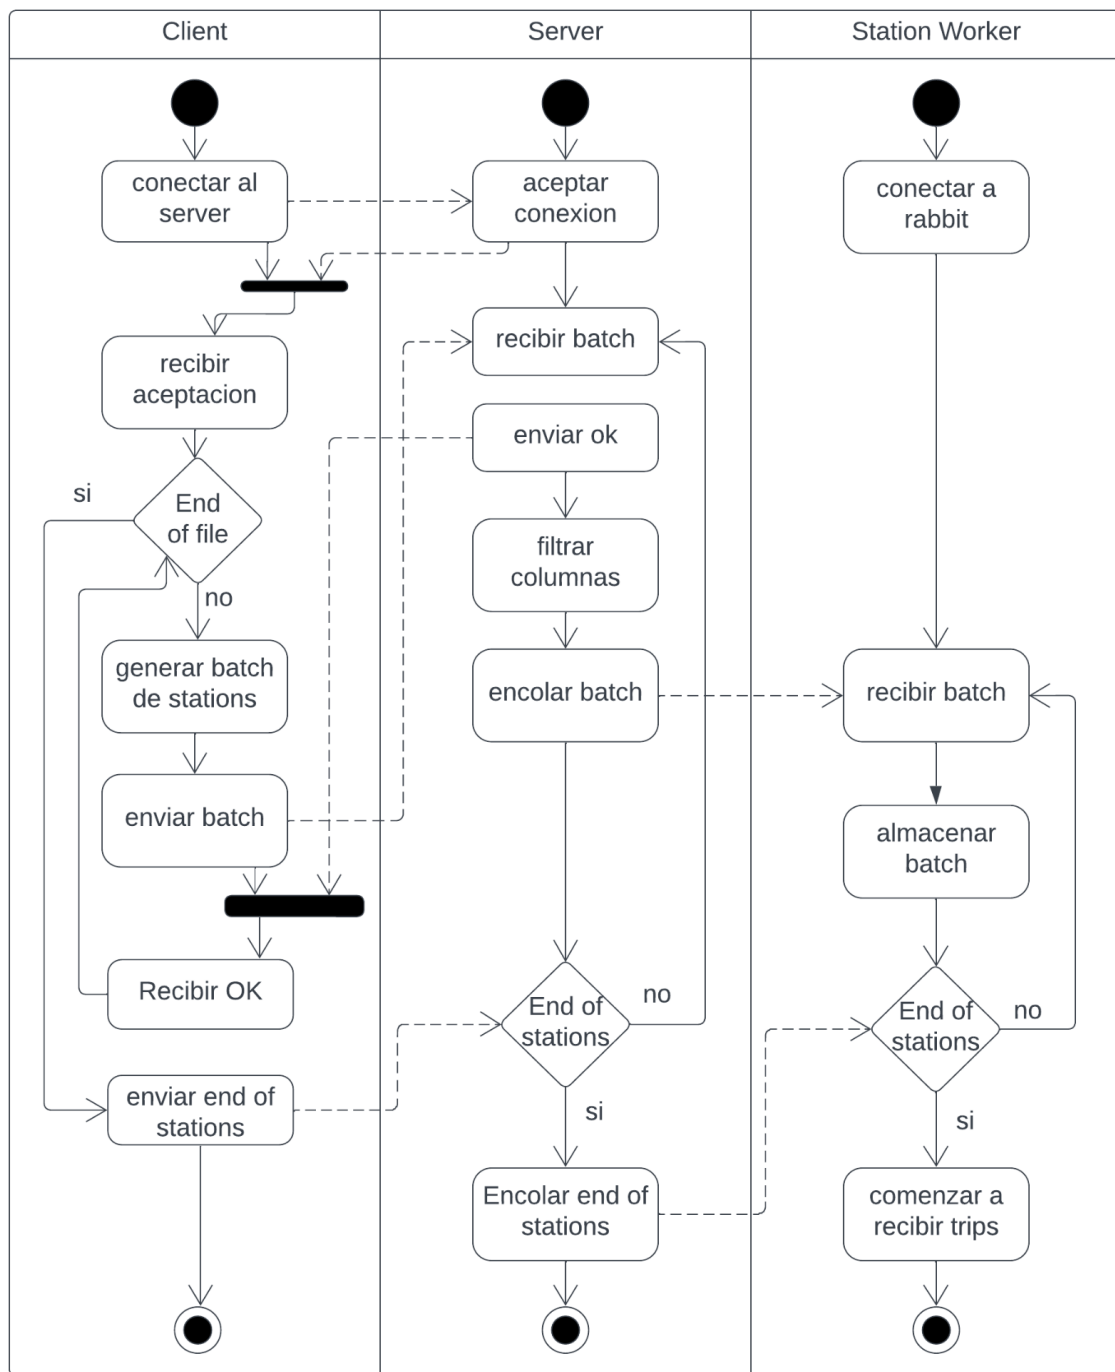 Client
Server
Station Worker
conectar al
server
aceptar
conexion
conectar a
rabbit
recibir
aceptacion
recibir batch
enviar ok
si
End
of file
no
filtrar
columnas
generar batch
de stations
encolar batch
recibir batch
enviar batch
almacenar
batch
Recibir OK
End of
stations
no
End of
stations
no
enviar end of
stations
si
si
Encolar end of
stations
comenzar a
recibir trips